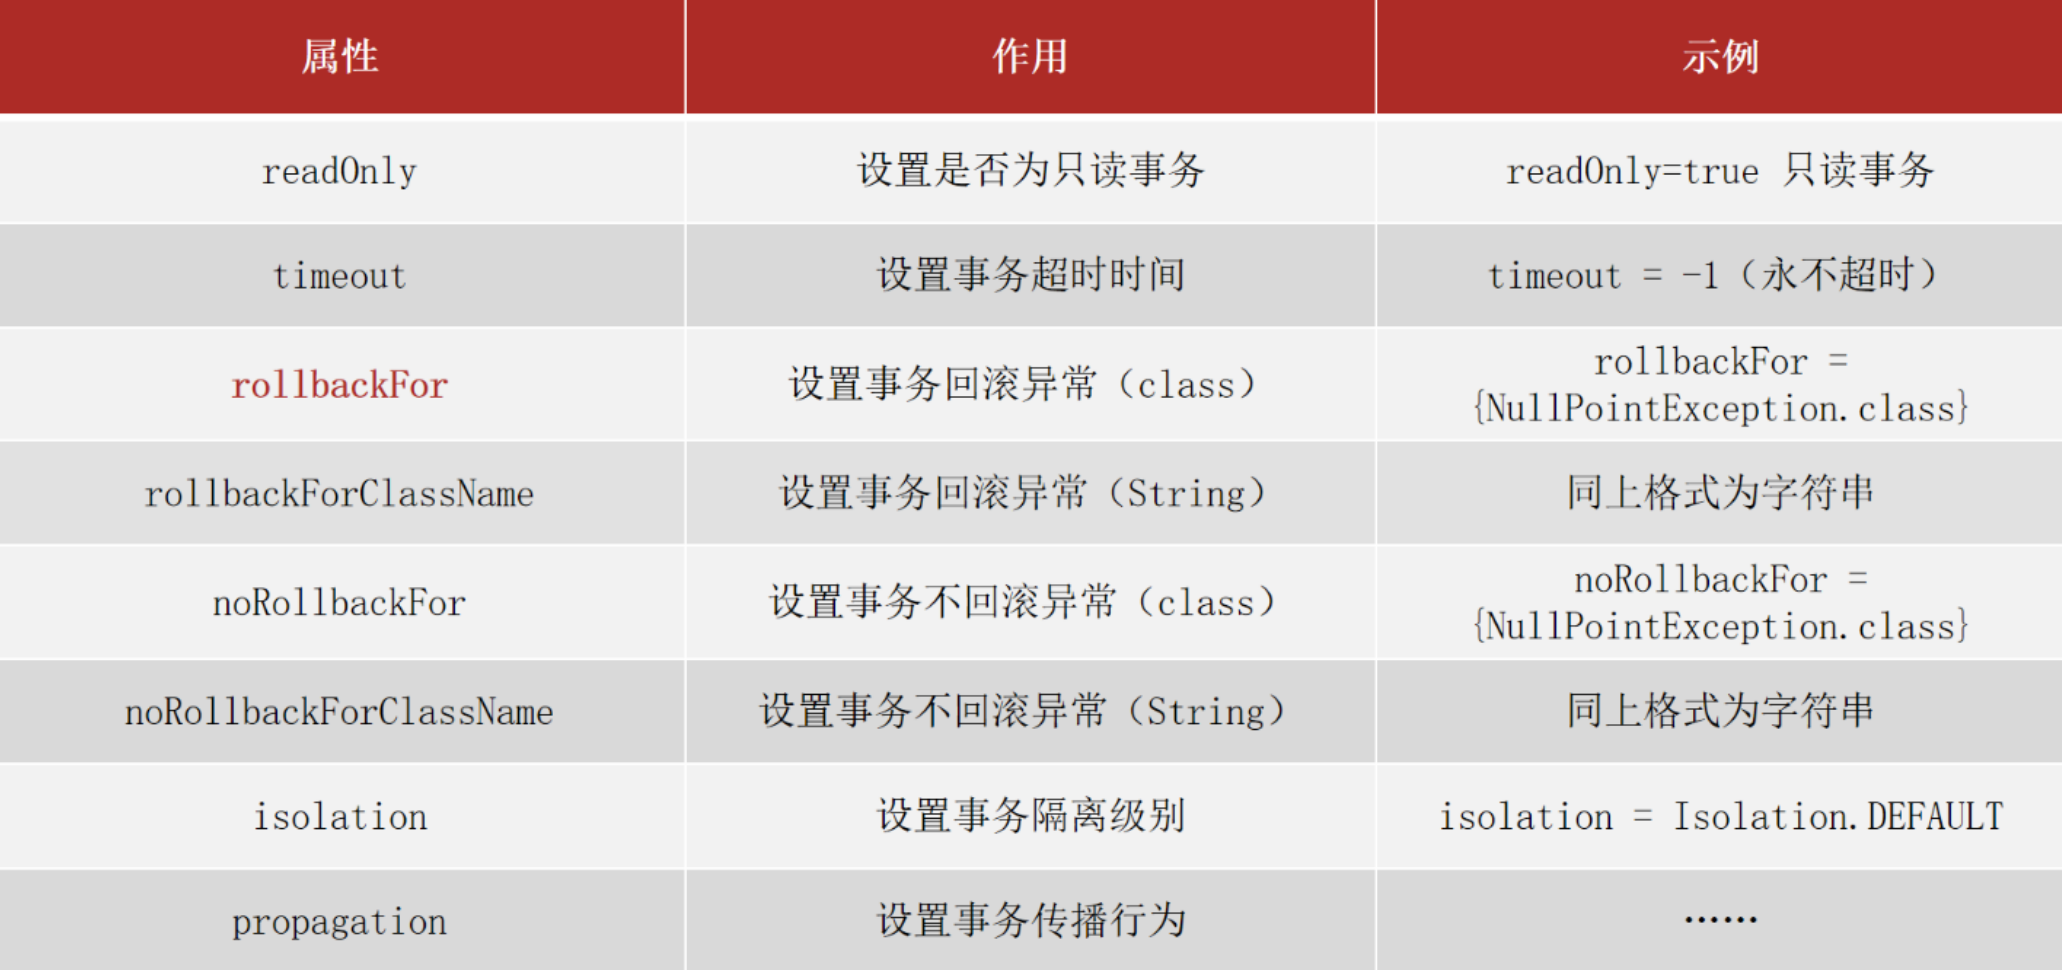 属性 作用 示例
readOnly 设置是否为只读事务 readOnly=true 只读事务
timeout 设置事务超时时间 timeout = -1（永不超时）
rollbackFor 设置事务回滚异常（class） rollbackFor =
{NullPointException.class}
rollbackForClassName 设置事务回滚异常（String） 同上格式为字符串
noRollbackFor 设置事务不回滚异常（class） noRollbackFor =
{NullPointException.class}
noRollbackForClassName 设置事务不回滚异常（String） 同上格式为字符串
isolation 设置事务隔离级别 isolation = Isolation.DEFAULT
propagation 设置事务传播行为 ……